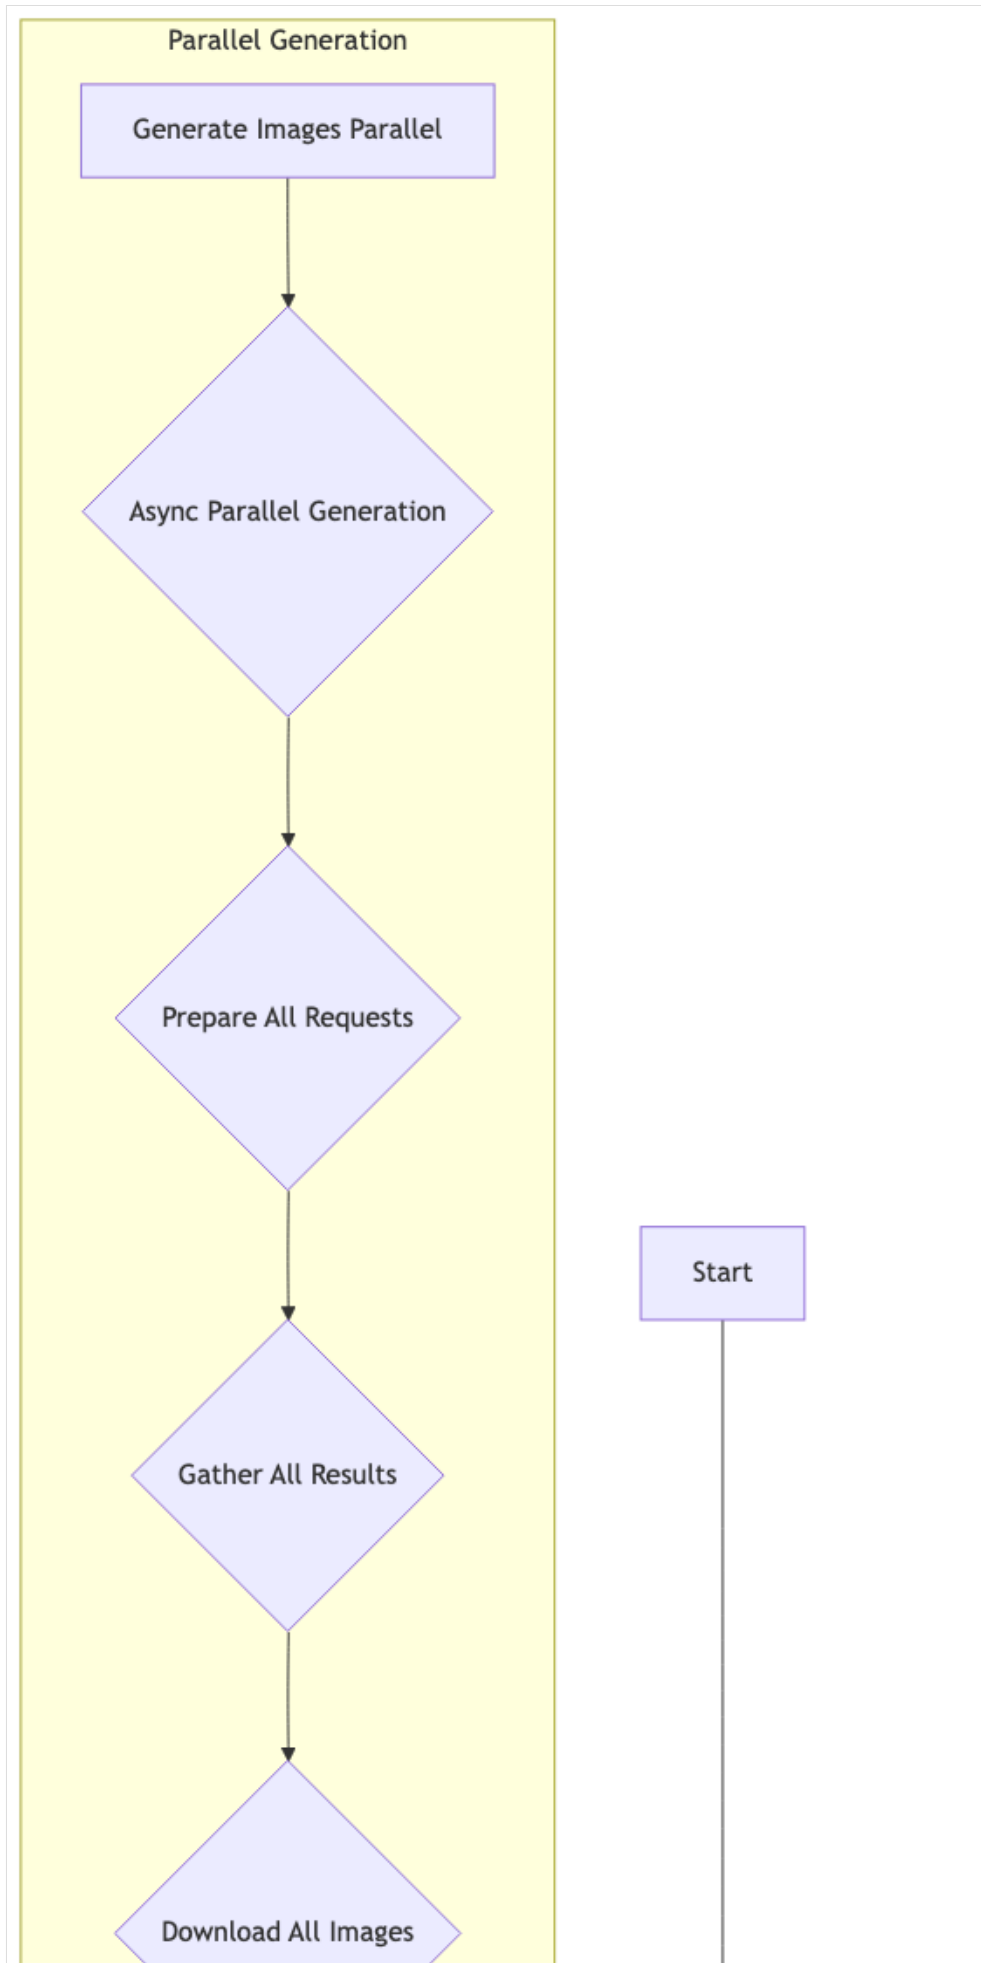 Parallel Generation
Generate Images Parallel
Async Parallel Generation
Prepare All Requests
Start
Gather All Results
Download All Images